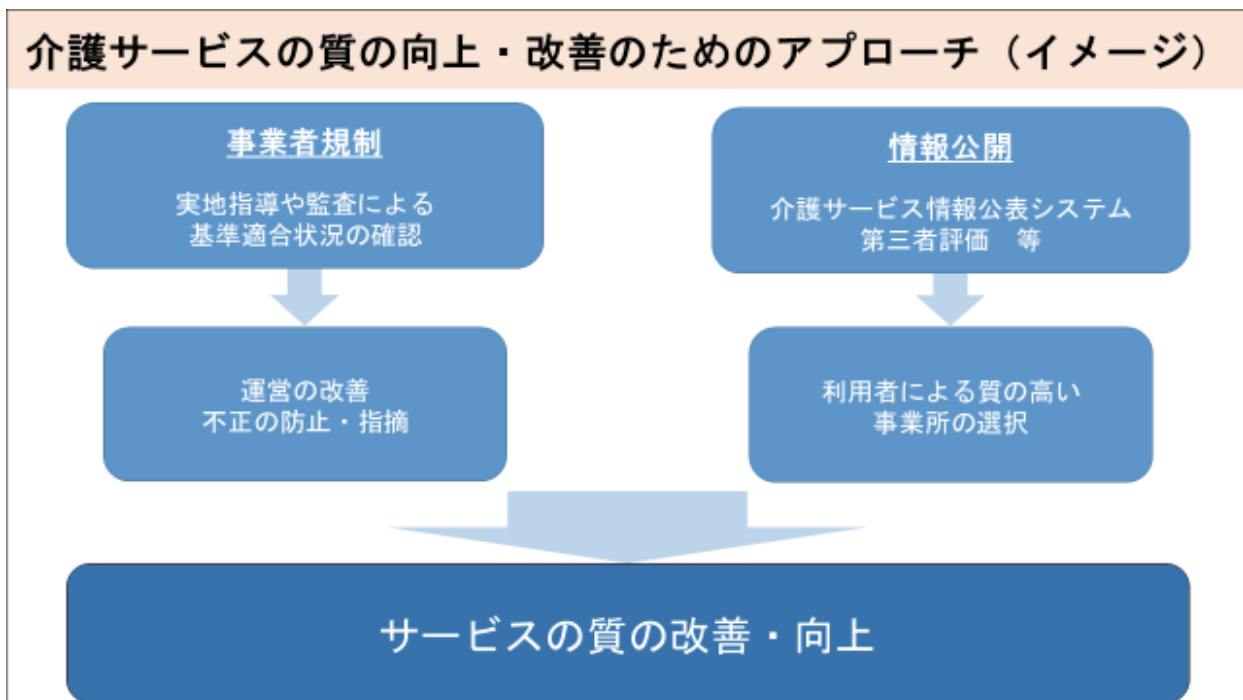 介護サービスの質の向上・改善のためのアプローチ（イメージ）
事業者規制
実地指導や監査による
基準適合状況の確認
運営の改善
不正の防止・指摘
情報公開
介護サービス情報公表システム
第三者評価　等
利用者による質の高い
事業所の選択
サービスの質の改善・向上